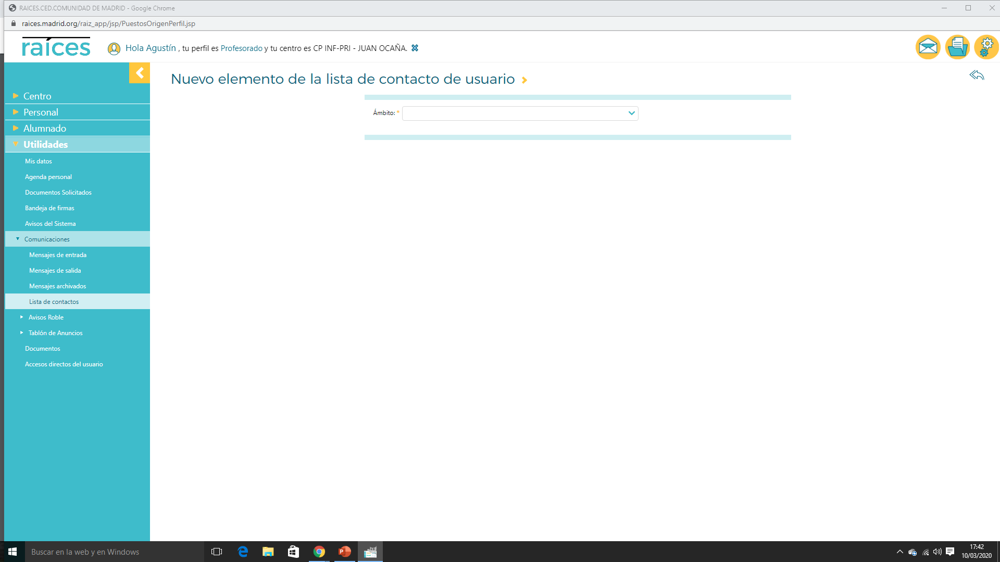 RAICES.CED.COMUNIDAD DE MADRID - Google Chrome
raices.madrid.org/raiz_app/jsp/PuestosOrigenPerfil.jsp
raíces
Hola Agustín , tu perfil es Profesorado y tu centro es CP INF-PRI - JUAN OCAÑA.
Nuevo elemento de la lista de contacto de usuario
Ámbito: *
Centro
Personal
Alumnado
Utilidades
Mis datos
Agenda personal
Documentos Solicitados
Bandeja de firmas
Avisos del Sistema
Comunicaciones
Mensajes de entrada
Mensajes de salida
Mensajes archivados
Lista de contactos
Avisos Roble
Tablón de Anuncios
Documentos
Accesos directos del usuario
Buscar en la web y en Windows
17:42
10/03/2020